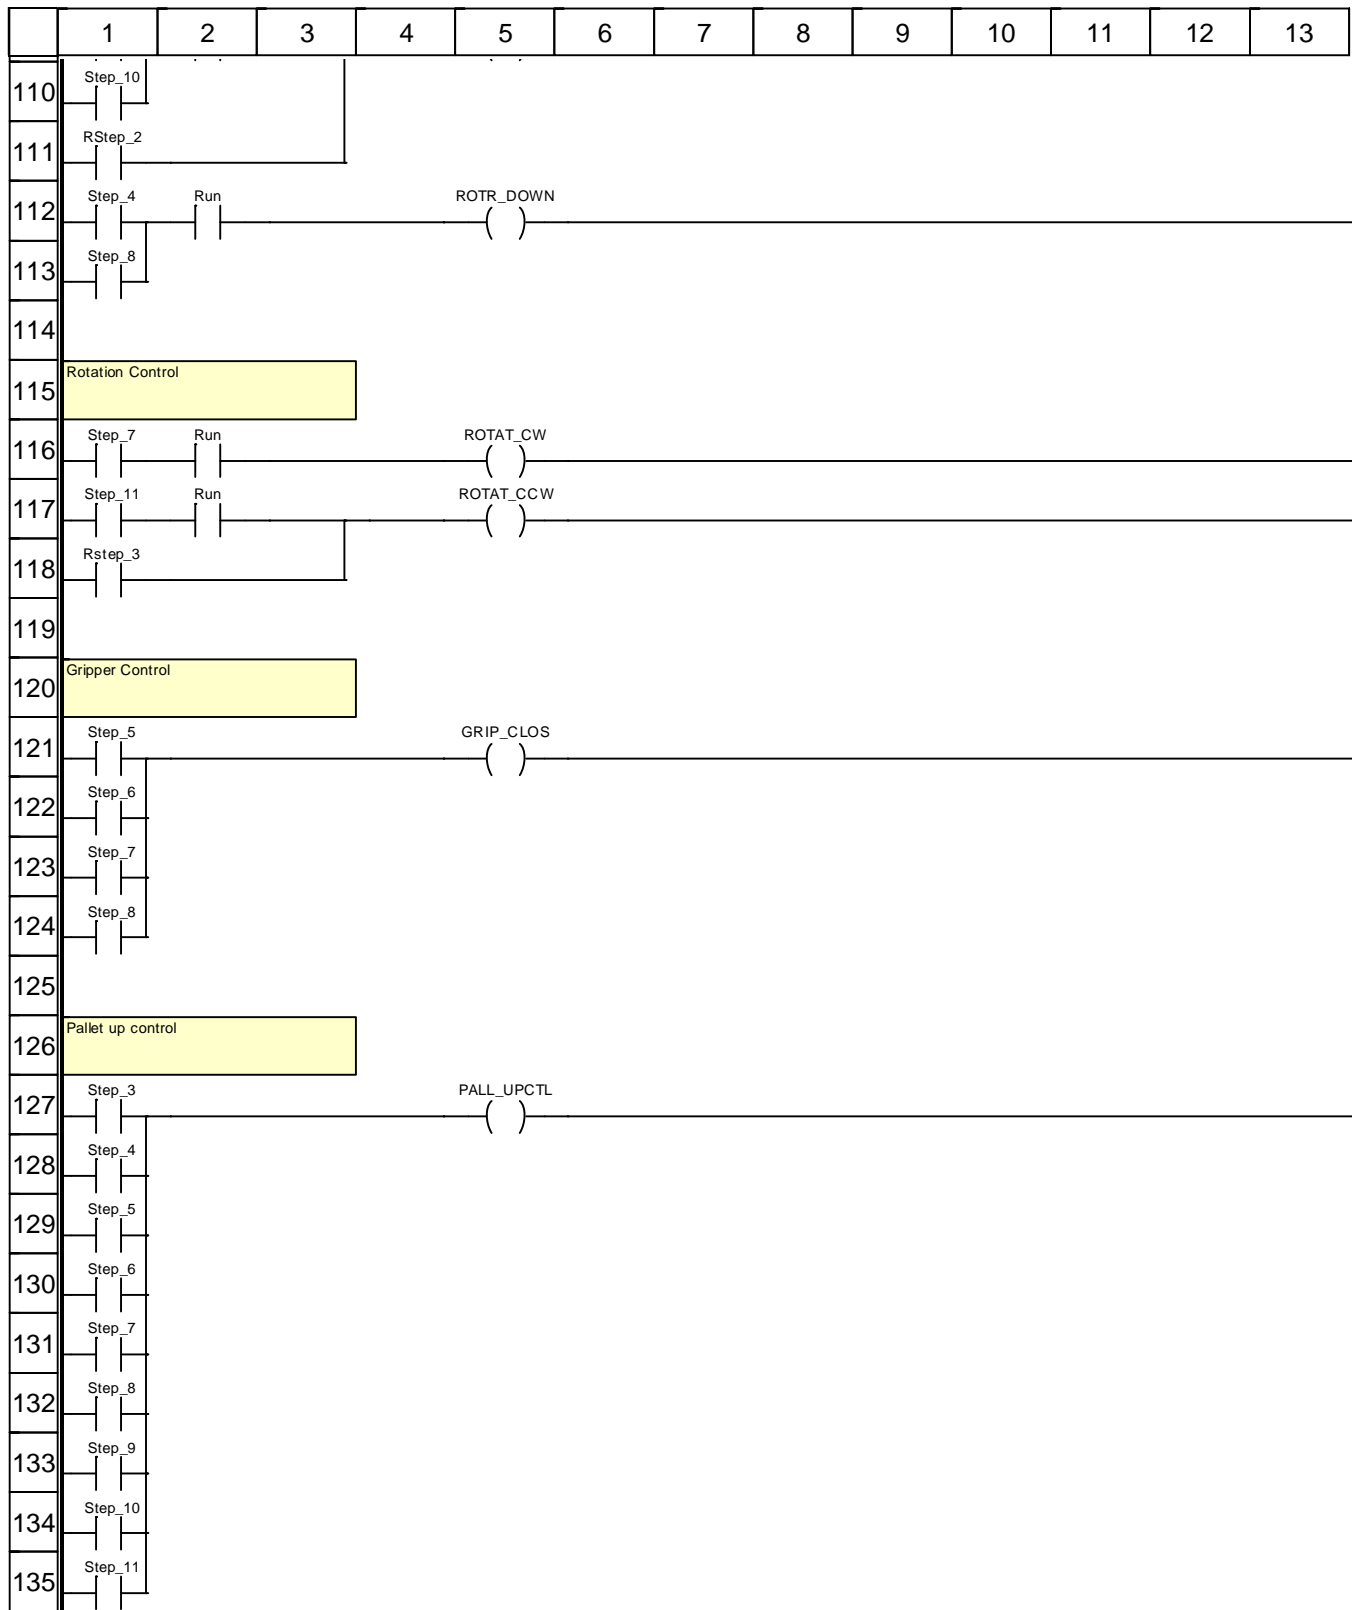 1 2 3 4 5 6 7 8 9 10 11 12 13
110 Step_10
111 RStep_2
112 Step_4 Run ROTR_DOWN
113 Step_8
114
115 Rotation Control
116 Step_7 Run ROTAT_CW
117 Step_11 Run ROTAT_CCW
118 Rstep_3
119
120 Gripper Control
121 Step_5 GRIP_CLOS
122 Step_6
123 Step_7
124 Step_8
125
126 Pallet up control
127 Step_3 PALL_UPCTL
128 Step_4
129 Step_5
130 Step_6
131 Step_7
132 Step_8
133 Step_9
134 Step_10
135 Step_11